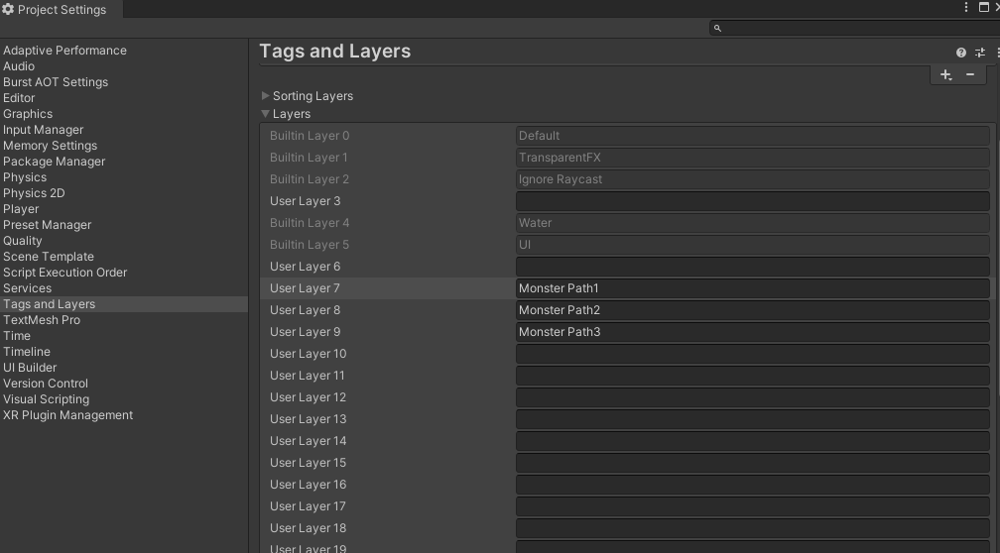 Project Settings
Adaptive Performance
Audio
Burst AOT Settings
Editor
Graphics
Input Manager
Memory Settings
Package Manager
Physics
Physics 2D
Player
Preset Manager
Quality
Scene Template
Script Execution Order
Services
Tags and Layers
TextMesh Pro
Time
Timeline
UI Builder
Version Control
Visual Scripting
XR Plugin Management
Tags and Layers
Sorting Layers
Layers
Builtin Layer 0 Default
Builtin Layer 1 TransparentFX
Builtin Layer 2 Ignore Raycast
User Layer 3
Builtin Layer 4 Water
Builtin Layer 5 UI
User Layer 6
User Layer 7 Monster Path1
User Layer 8 Monster Path2
User Layer 9 Monster Path3
User Layer 10
User Layer 11
User Layer 12
User Layer 13
User Layer 14
User Layer 15
User Layer 16
User Layer 17
User Layer 18
User Layer 19